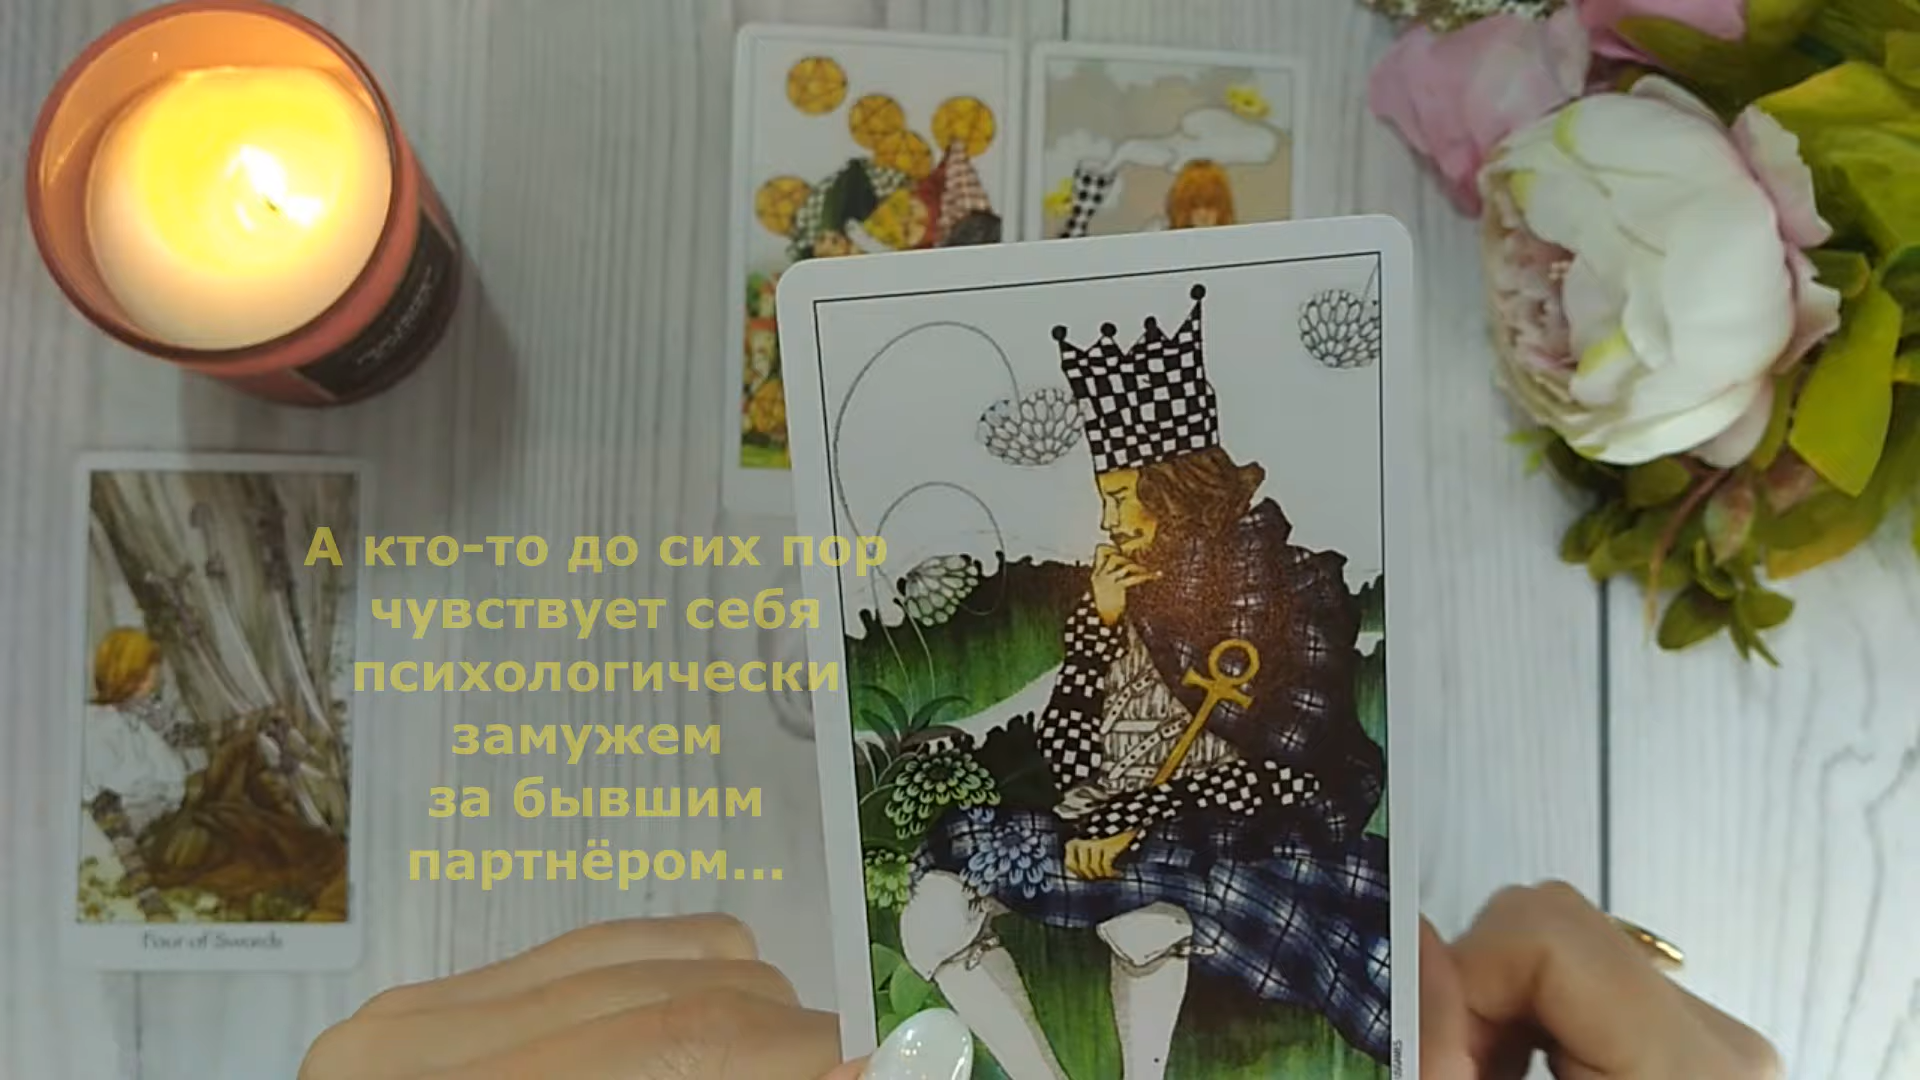 А кто-то до сих пор
чувствует себя
психологически
замужем
за бывшим
партнёром...
Four of Swords